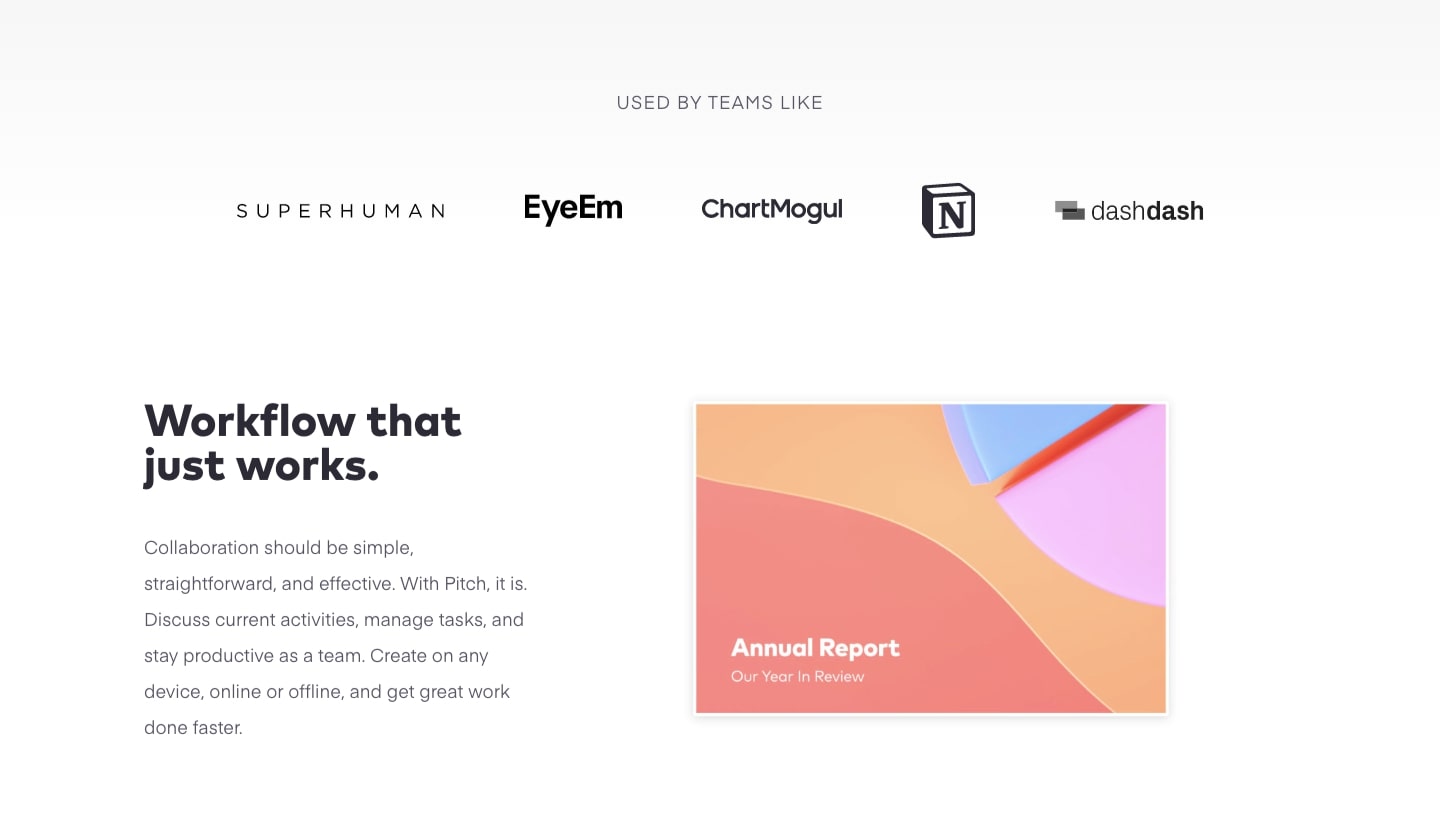 USED BY TEAMS LIKE
SUPERHUMAN
EyeEm
ChartMogul
N
dashdash
Workflow that
just works.
Collaboration should be simple,
straightforward, and effective. With Pitch, it is.
Discuss current activities, manage tasks, and
stay productive as a team. Create on any
device, online or offline, and get great work
done faster.
Annual Report
Our Year In Review